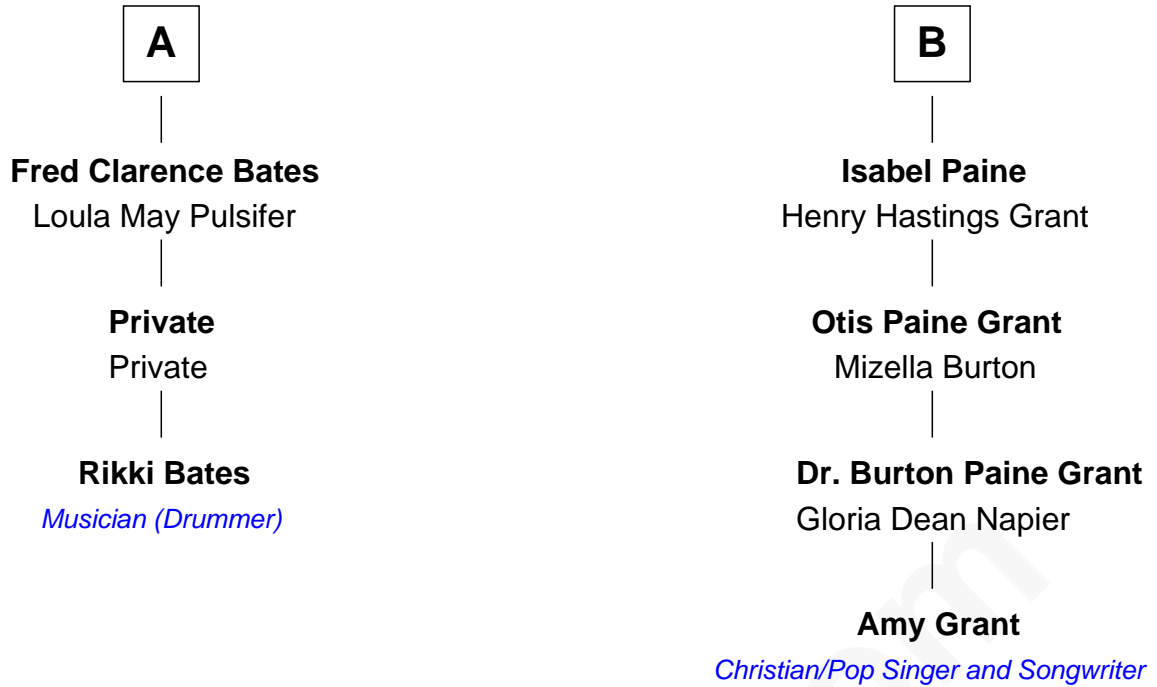 A
Fred Clarence Bates
Loula May Pulsifer
Private
Private
Rikki Bates
Musician (Drummer)
B
Isabel Paine
Henry Hastings Grant
Otis Paine Grant
Mizella Burton
Dr. Burton Paine Grant
Gloria Dean Napier
Amy Grant
Christian/Pop Singer and Songwriter